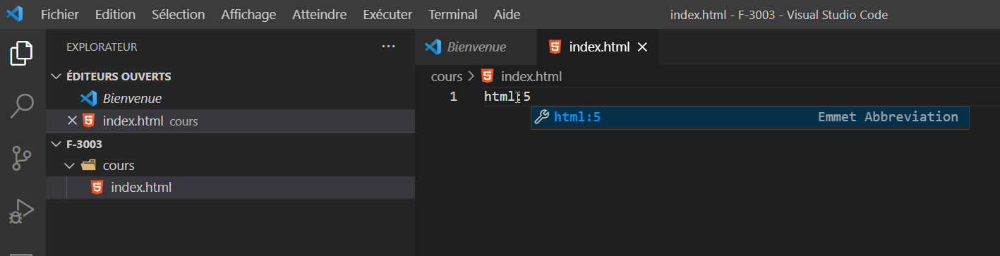 Fichier Edition Sélection Affichage Atteindre Exécuter Terminal Aide index.html - F-3003 - Visual Studio Code
EXPLORATEUR ...
ÉDITEURS OUVERTS
Bienvenue
index.html cours
F-3003
cours
index.html
Bienvenue index.html
cours > index.html
1 html:5
html:5 Emmet Abbreviation